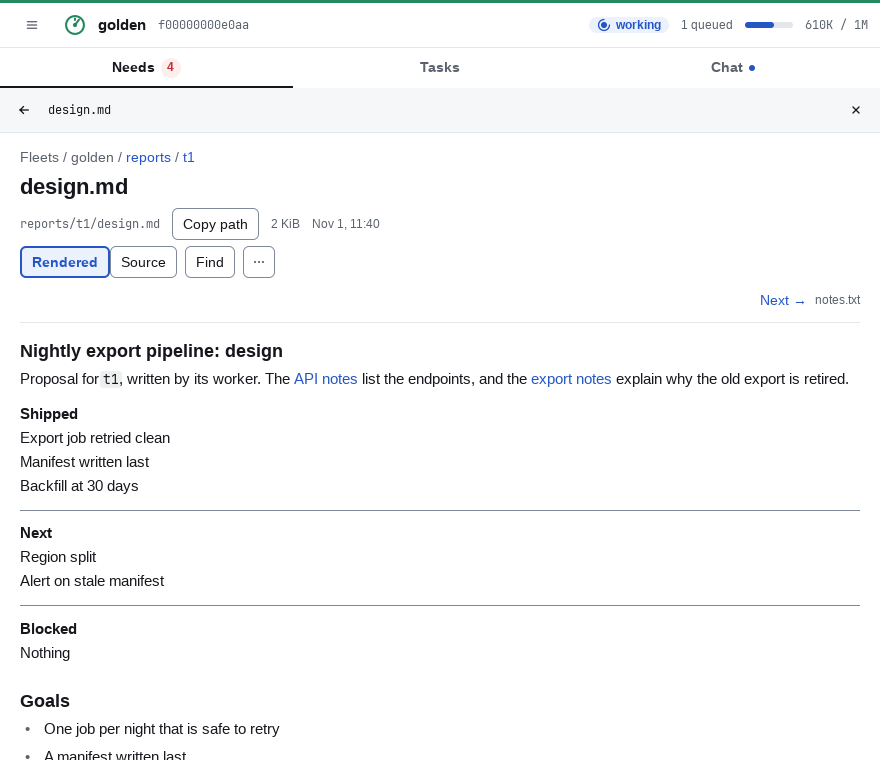 golden f00000000e0aa working 1 queued 610K / 1M
Needs 4 Tasks Chat
design.md
Fleets / golden / reports / t1
design.md
reports/t1/design.md Copy path 2 KiB Nov 1, 11:40
Rendered Source Find ···
Next → notes.txt
Nightly export pipeline: design
Proposal for t1, written by its worker. The API notes list the endpoints, and the export notes explain why the old export is retired.
Shipped
Export job retried clean
Manifest written last
Backfill at 30 days
Next
Region split
Alert on stale manifest
Blocked
Nothing
Goals
• One job per night that is safe to retry
• A manifest written last